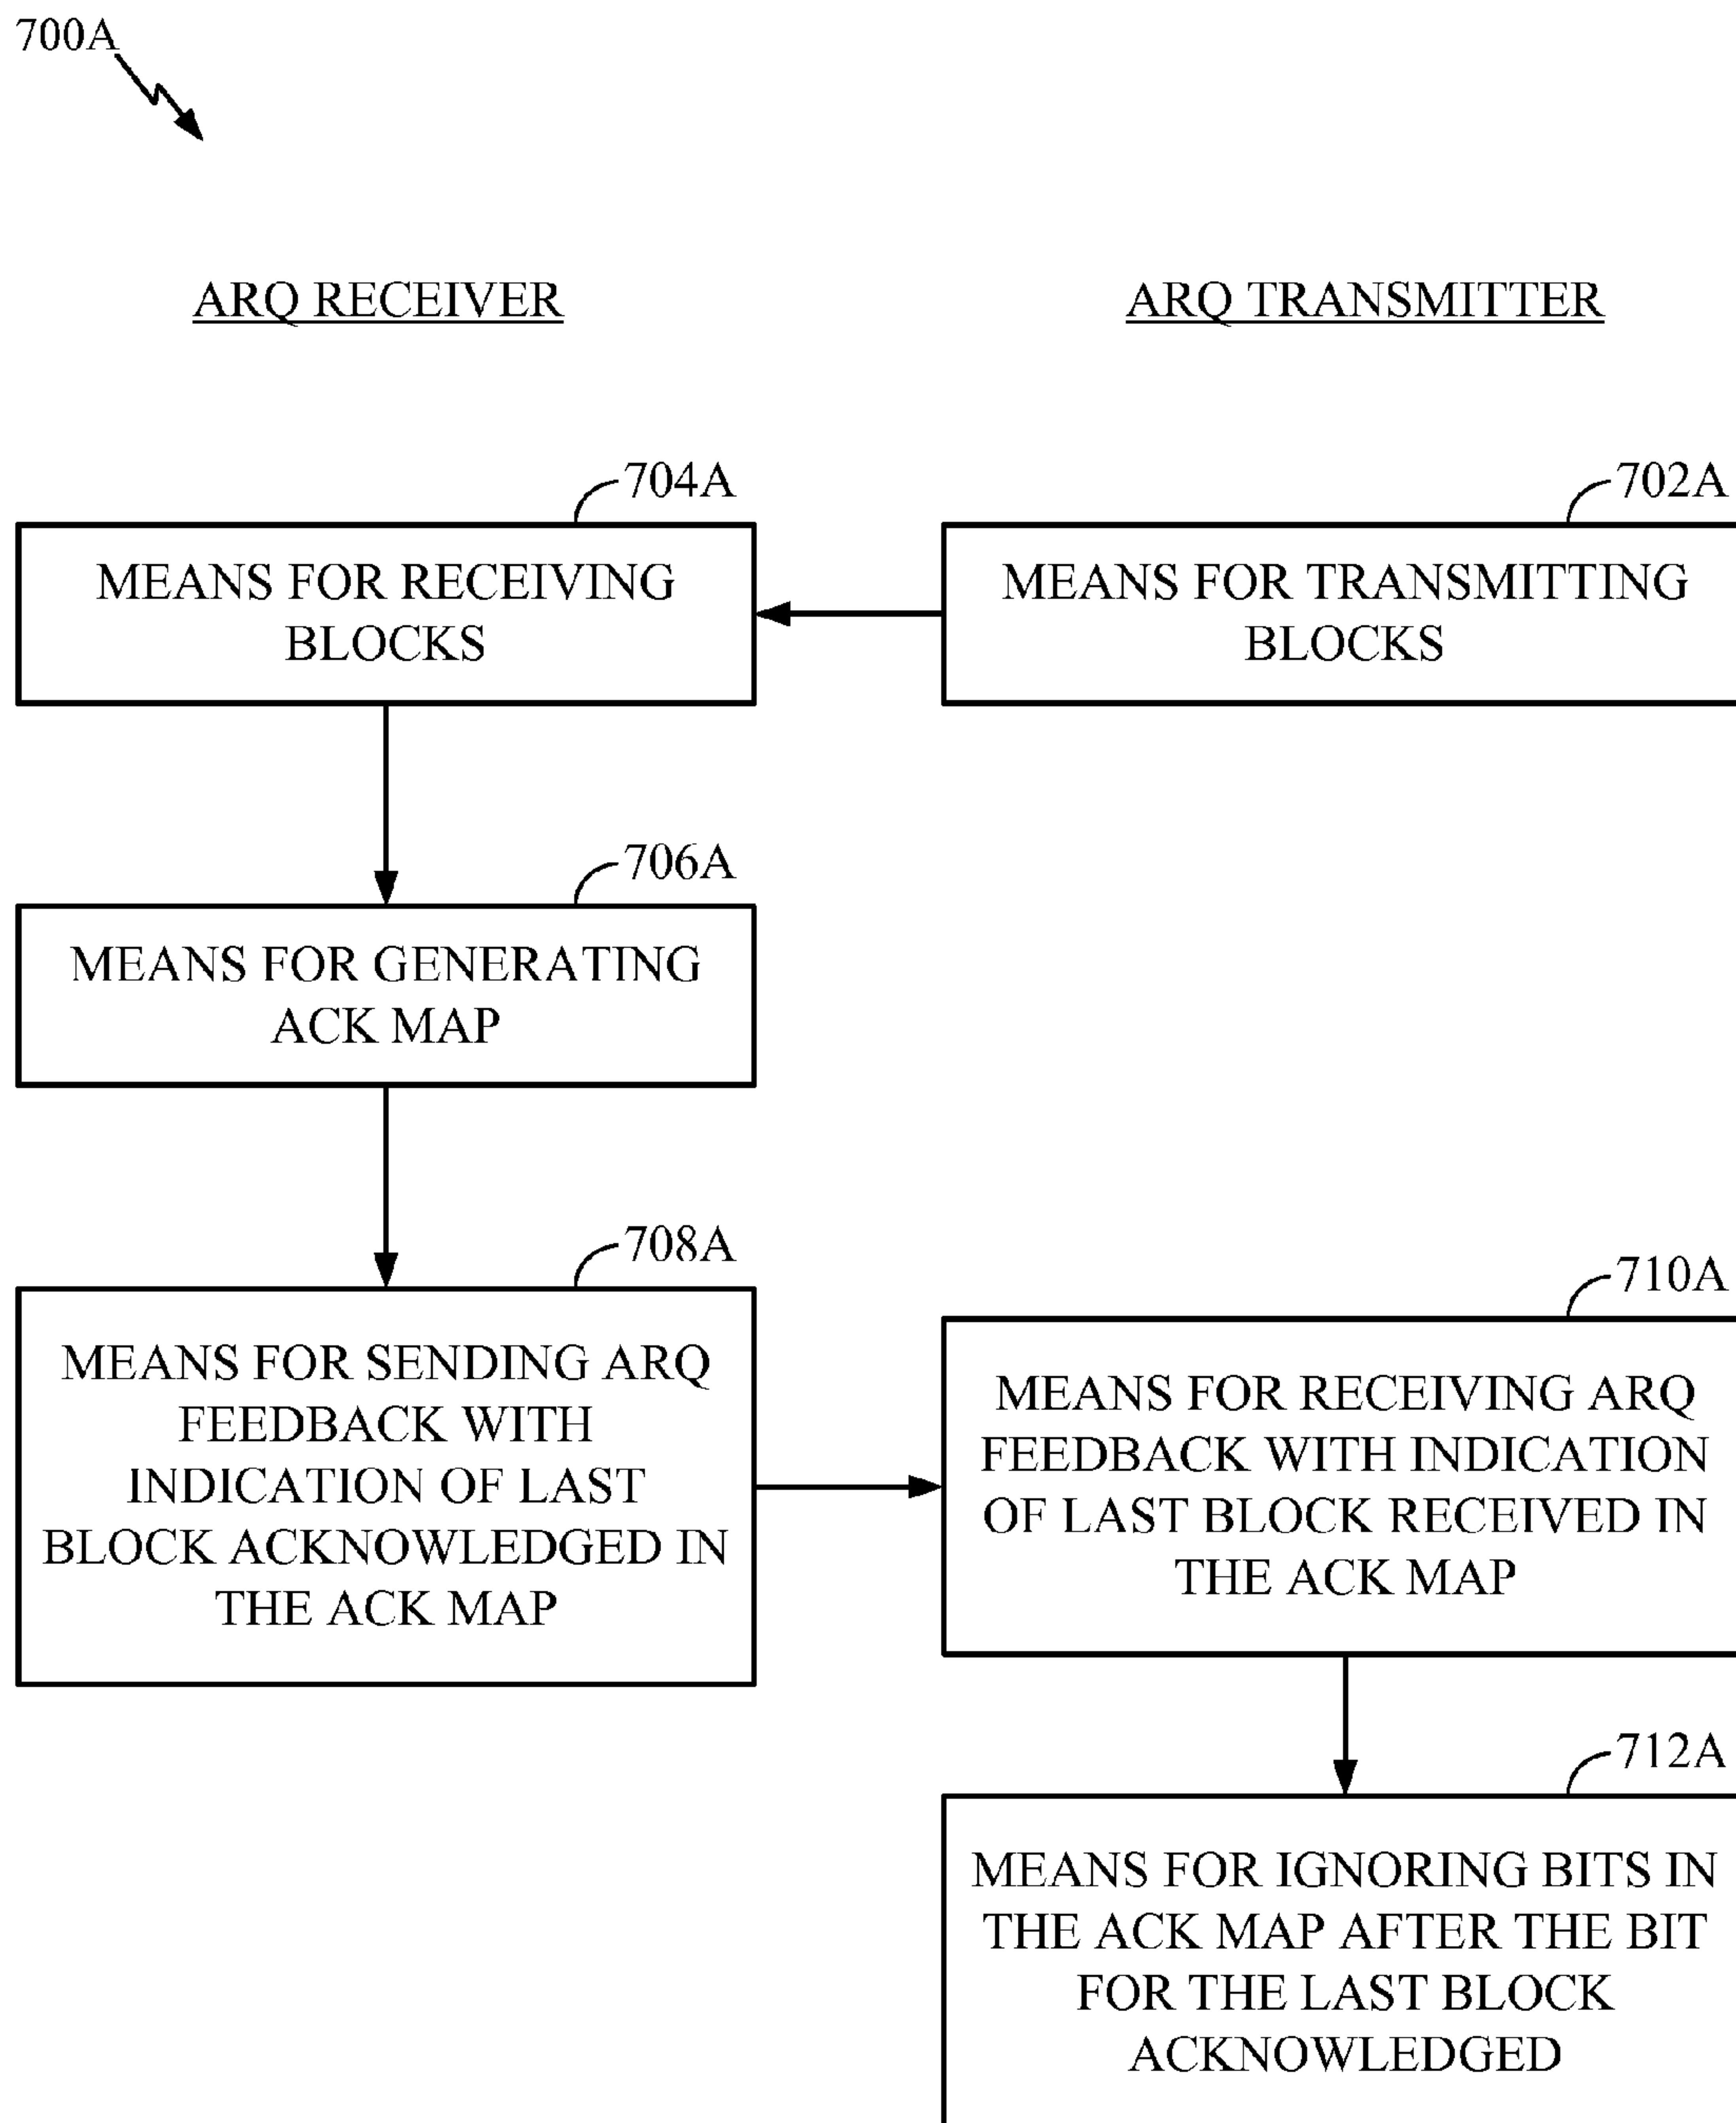 700A
ARQ RECEIVER
ARQ TRANSMITTER
704A
702A
MEANS FOR RECEIVING
BLOCKS
MEANS FOR TRANSMITTING
BLOCKS
706A
MEANS FOR GENERATING
ACK MAP
708A
710A
MEANS FOR SENDING ARQ
FEEDBACK WITH
INDICATION OF LAST
BLOCK ACKNOWLEDGED IN
THE ACK MAP
MEANS FOR RECEIVING ARQ
FEEDBACK WITH INDICATION
OF LAST BLOCK RECEIVED IN
THE ACK MAP
712A
MEANS FOR IGNORING BITS IN
THE ACK MAP AFTER THE BIT
FOR THE LAST BLOCK
ACKNOWLEDGED